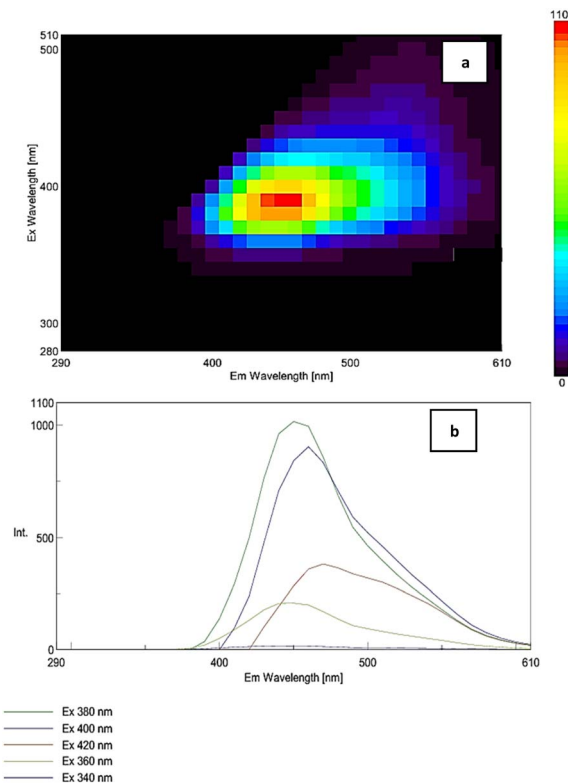 110
510
500
a
Ex Wavelength [nm]
400
300
280
290
400
500
610
0
Em Wavelength [nm]
1100
1000
b
Int.
500
0
290
400
500
610
Em Wavelength [nm]
Ex 380 nm
Ex 400 nm
Ex 420 nm
Ex 360 nm
Ex 340 nm